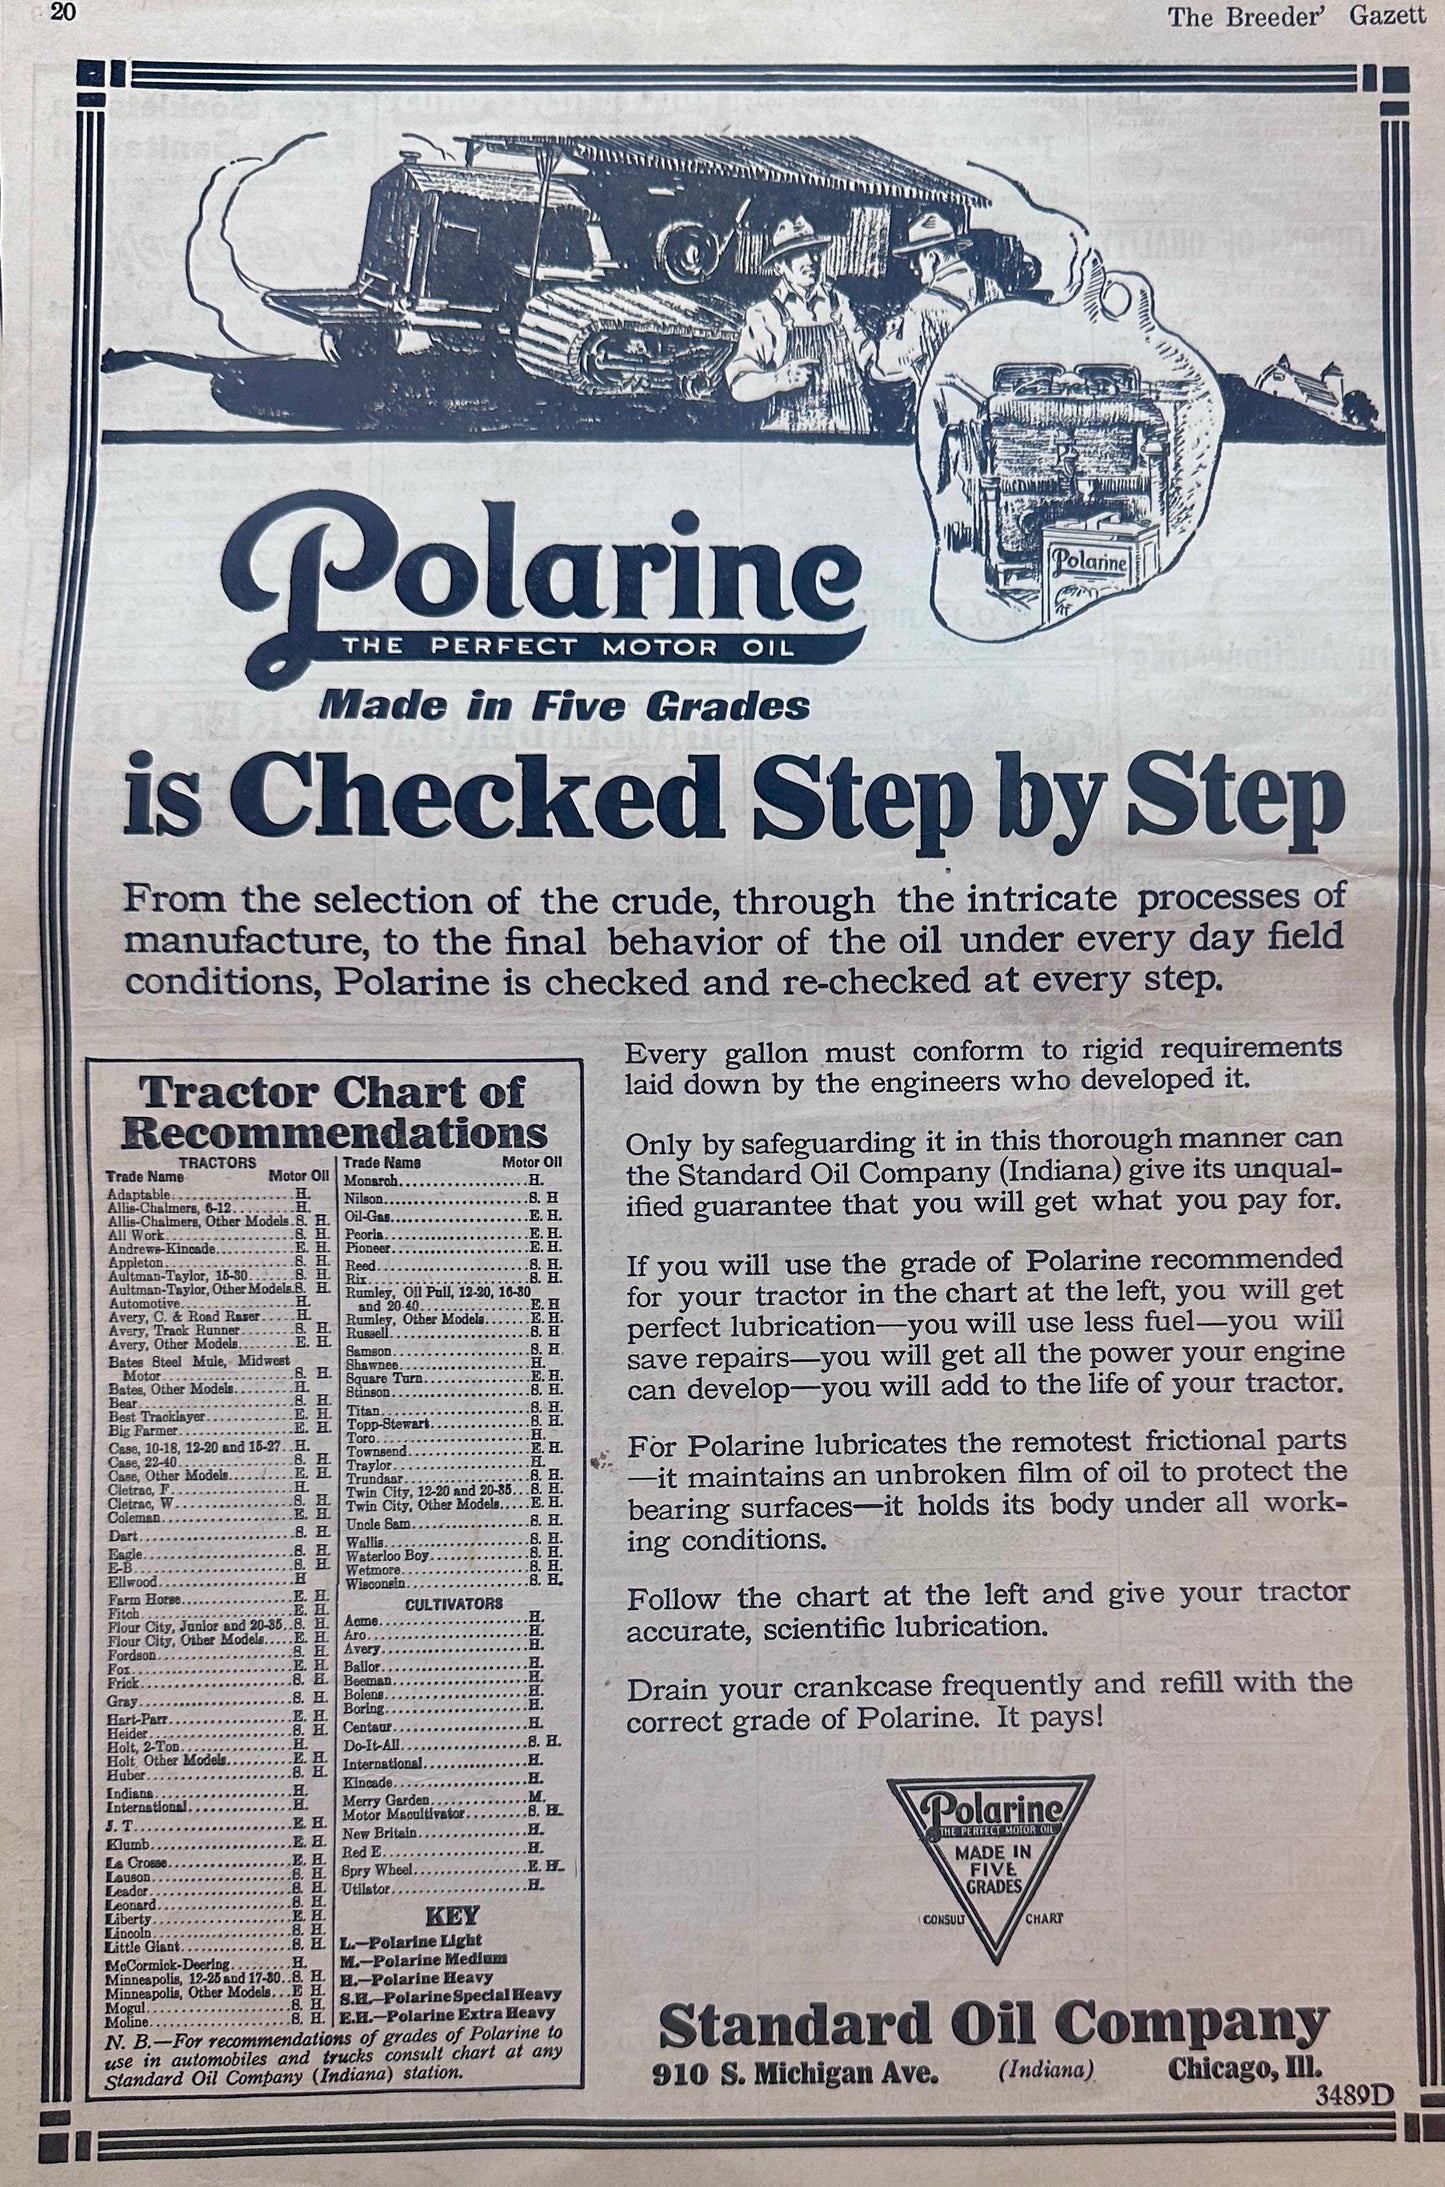 20
The Breeder' Gazett
Polarine
Polarine
THE PERFECT MOTOR OIL
Made in Five Grades
is Checked Step by Step
From the selection of the crude, through the intricate processes of
manufacture, to the final behavior of the oil under every day field
conditions, Polarine is checked and re-checked at every step.
Tractor Chart of
Recommendations
TRACTORS
Trade Name Motor Oil
Adaptable..................H.
Allis-Chalmers, 6-12.........H.
Allis-Chalmers, Other Models.S. H.
All Work...................S. H.
Andrews-Kincade............E. H.
Appleton...................S. H.
Aultman-Taylor, 15-30.......S. H.
Aultman-Taylor, Other Models.S. H.
Automotive.................H.
Avery, C. & Road Razer......H.
Avery, Track Runner........S. H.
Avery, Other Models........E. H.
Bates Steel Mule, Midwest
Motor....................S. H.
Bates, Other Models.........H.
Bear.......................S. H.
Best Tracklayer............E. H.
Big Farmer.................E. H.
Case, 10-18, 12-20 and 15-27..H.
Case, 22-40................S. H.
Case, Other Models.........E. H.
Cletrac, F.................H.
Cletrac, W.................S. H.
Coleman....................E. H.
Dart.......................S. H.
Eagle......................S. H.
E-B........................S. H.
Ellwood....................H
Farm Horse.................E. H.
Fitch......................E. H.
Flour City, Junior and 20-35..S. H.
Flour City, Other Models.....E. H.
Fordson....................S. H.
Fox........................E. H.
Frick......................S. H.
Gray.......................S. H.
Hart-Parr..................E. H.
Heider.....................S. H.
Holt, 2-Ton................H.
Holt, Other Models.........E. H.
Huber......................S. H.
Indiana....................H.
International..............H.
J. T.......................E. H.
Klumb......................E. H.
La Crosse..................E. H.
Lauson.....................S. H.
Leader.....................S. H.
Leonard....................S. H.
Liberty....................E. H.
Lincoln....................S. H.
Little Giant...............S. H.
McCormick-Deering..........H.
Minneapolis, 12-25 and 17-30..S. H.
Minneapolis, Other Models...E H.
Mogul......................S. H.
Moline.....................S. H.
Trade Name Motor Oil
Monarch....................H.
Nilson.....................S. H
Oil-Gas....................E. H.
Peoria.....................E. H.
Pioneer....................E. H.
Reed.......................S. H.
Rix........................S. H.
Rumley, Oil Pull, 12-20, 16-30
and 20-40................E. H
Rumley, Other Models.......E. H.
Russell....................S. H
Samson.....................S. H.
Shawnee....................H.
Square Turn................E. H.
Stinson....................S. H.
Titan......................S. H.
Topp-Stewart...............S. H.
Toro.......................H.
Townsend...................E. H.
Traylor....................H.
Trundaar...................S. H.
Twin City, 12-20 and 20-35...S. H.
Twin City, Other Models.....E. H.
Uncle Sam..................S. H.
Wallis.....................S. H.
Waterloo Boy...............S. H.
Wetmore....................S. H.
Wisconsin..................S. H.
CULTIVATORS
Acme.......................H.
Aro........................H.
Avery......................H.
Bailor.....................H.
Beeman.....................H.
Bolens.....................H.
Boring.....................H.
Centaur....................H.
Do-It-All..................S. H.
International..............H.
Kincade....................H.
Merry Garden...............M.
Motor Macultivator.........S. H.
New Britain................H.
Red E......................H.
Spry Wheel.................E. H.
Utilator...................H.
KEY
L.—Polarine Light
M.—Polarine Medium
H.—Polarine Heavy
S.H.—Polarine Special Heavy
E.H.—Polarine Extra Heavy
N. B.—For recommendations of grades of Polarine to
use in automobiles and trucks consult chart at any
Standard Oil Company (Indiana) station.
Every gallon must conform to rigid requirements
laid down by the engineers who developed it.
Only by safeguarding it in this thorough manner can
the Standard Oil Company (Indiana) give its unqual-
ified guarantee that you will get what you pay for.
If you will use the grade of Polarine recommended
for your tractor in the chart at the left, you will get
perfect lubrication—you will use less fuel—you will
save repairs—you will get all the power your engine
can develop—you will add to the life of your tractor.
For Polarine lubricates the remotest frictional parts
—it maintains an unbroken film of oil to protect the
bearing surfaces—it holds its body under all work-
ing conditions.
Follow the chart at the left and give your tractor
accurate, scientific lubrication.
Drain your crankcase frequently and refill with the
correct grade of Polarine. It pays!
Polarine
THE PERFECT MOTOR OIL
MADE IN
FIVE
GRADES
CONSULT CHART
Standard Oil Company
910 S. Michigan Ave. (Indiana) Chicago, Ill.
3489D